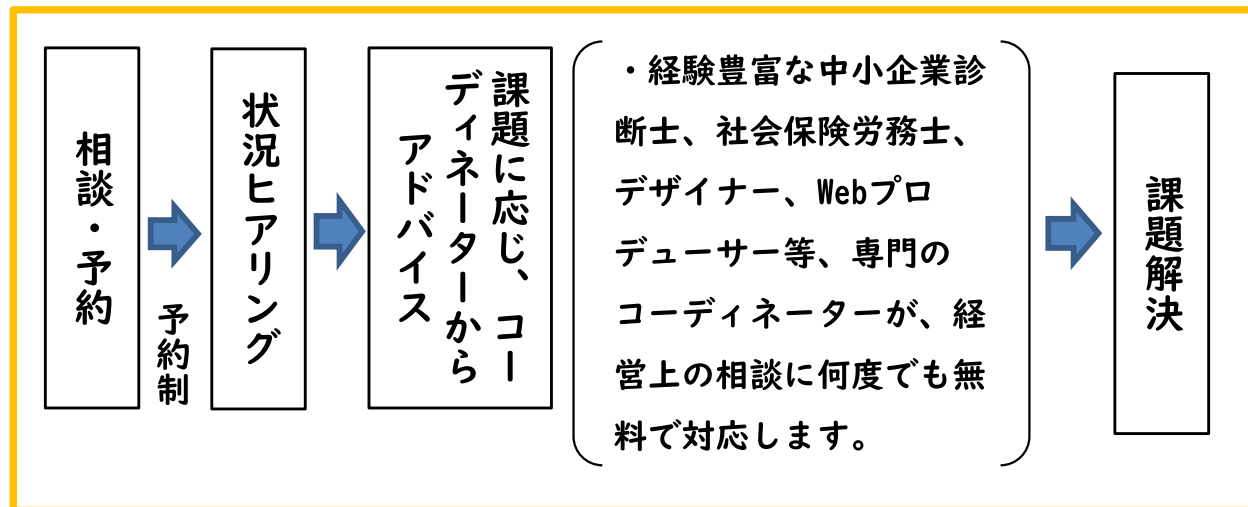 相談・予約
予約制
状況ヒアリング
課題に応じ、コー
ディネーターから
アドバイス
・経験豊富な中小企業診
断士、社会保険労務士、
デザイナー、Webプロ
デューサー等、専門の
コーディネーターが、経
営上の相談に何度でも無
料で対応します。
課題解決